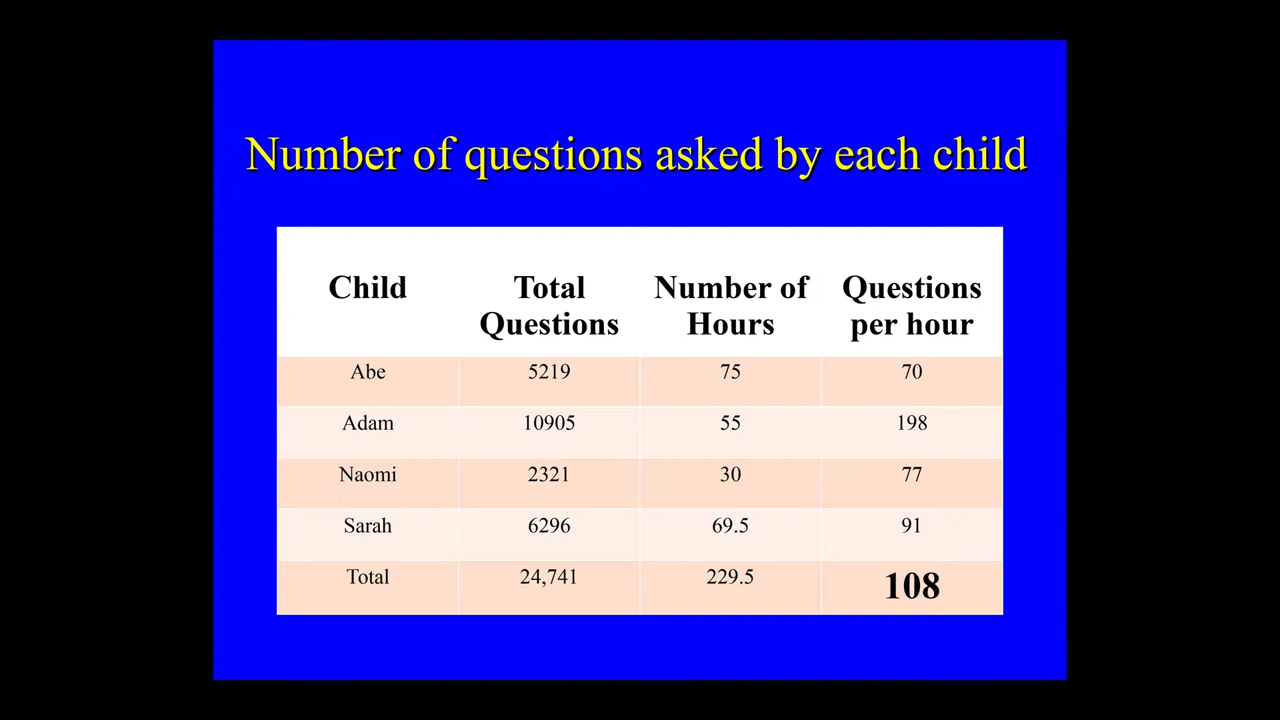 Number of questions asked by each child
Child Total Questions Number of Hours Questions per hour
Abe 5219 75 70
Adam 10905 55 198
Naomi 2321 30 77
Sarah 6296 69.5 91
Total 24,741 229.5 108